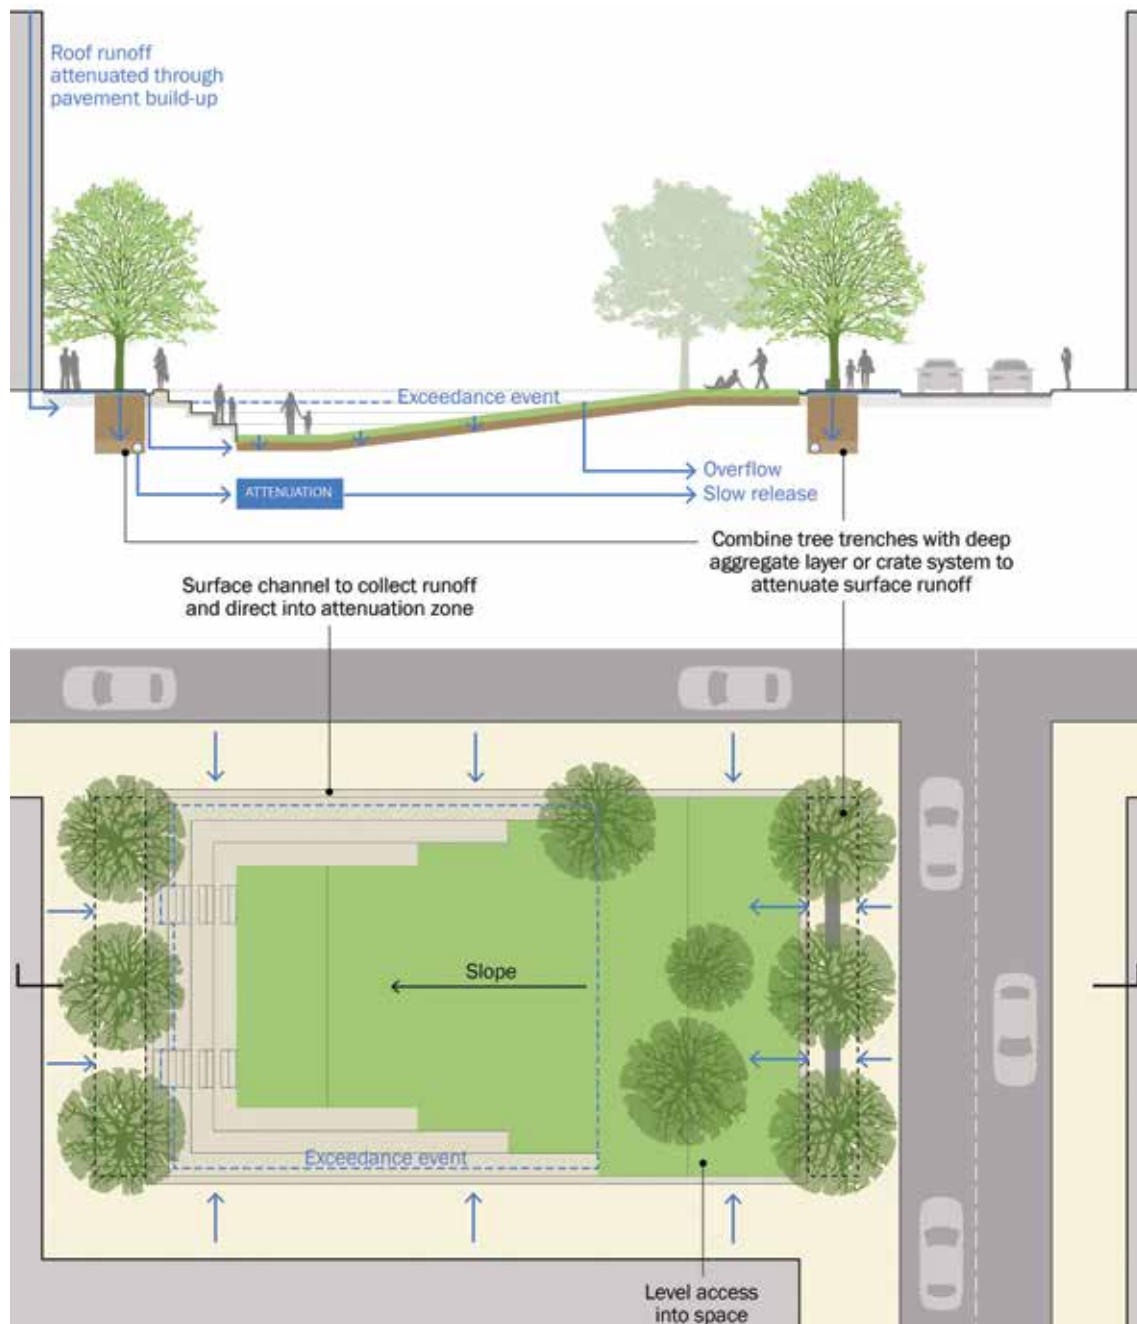 Roof runoff
attenuated through
pavement build-up
Exceedance event
Overflow
ATTENUATION
Slow release
Combine tree trenches with deep
aggregate layer or crate system to
attenuate surface runoff
Surface channel to collect runoff
and direct into attenuation zone
Slope
Exceedance event
Level access
into space